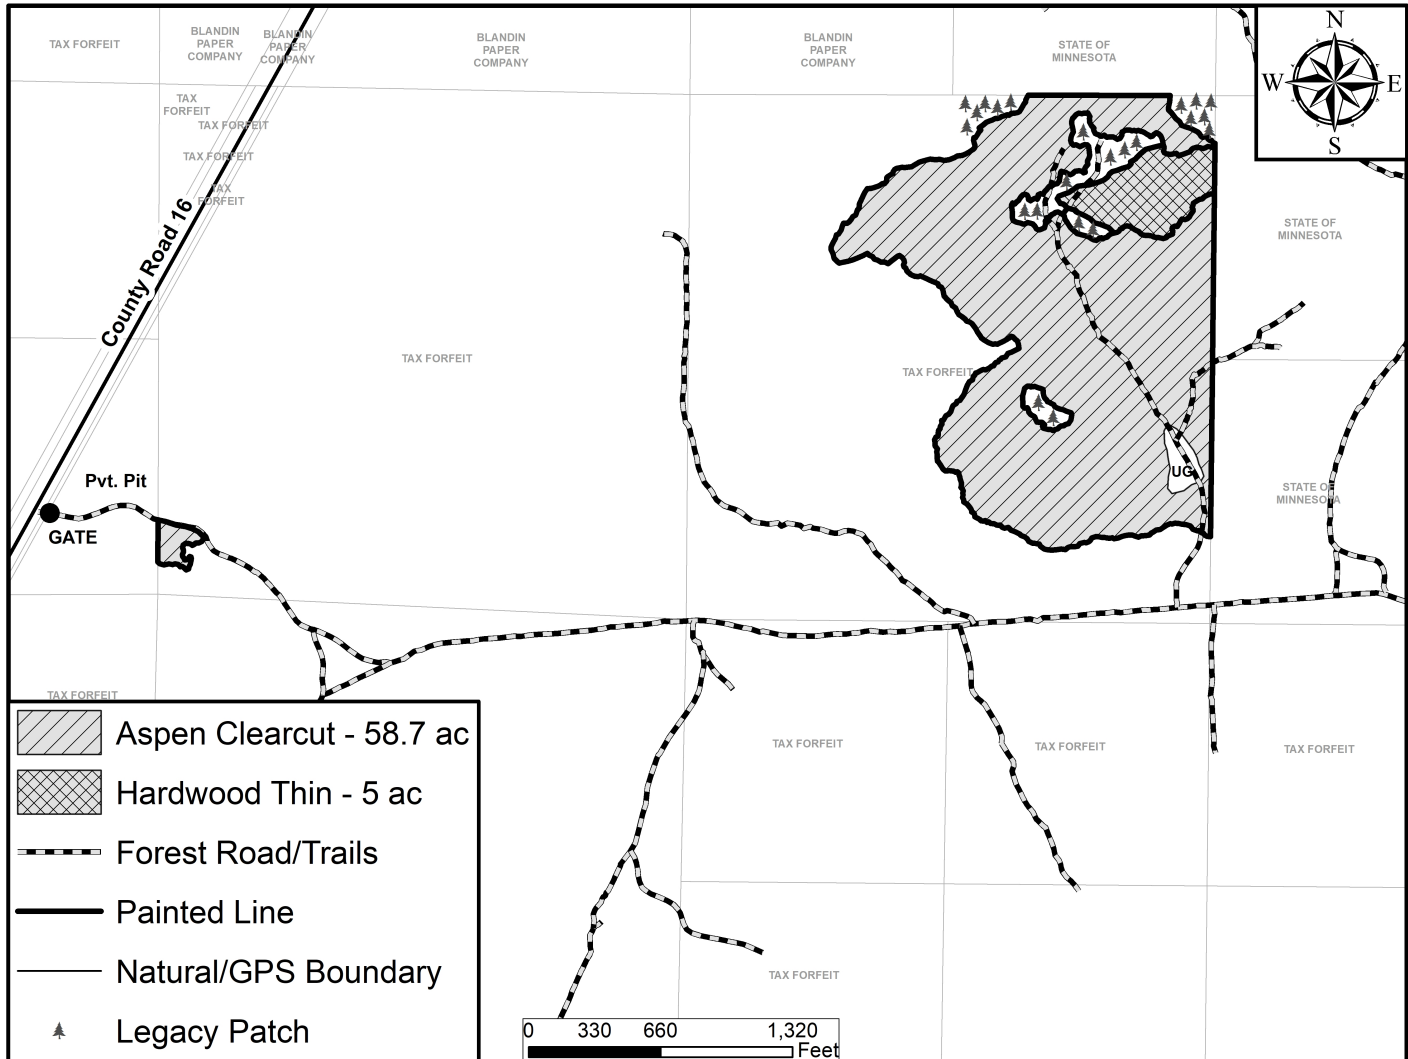 TAX FORFEIT
BLANDIN
PAPER
COMPANY
BLANDIN
PAPER
COMPANY
BLANDIN
PAPER
COMPANY
BLANDIN
PAPER
COMPANY
STATE OF
MINNESOTA
N
W
E
S
TAX
FORFEIT
TAX FORFEIT
TAX FORFEIT
TAX
FORFEIT
County Road 16
STATE OF
MINNESOTA
TAX FORFEIT
TAX FORFEIT
Pvt. Pit
GATE
UG
STATE OF
MINNESOTA
TAX FORFEIT
TAX FORFEIT
TAX FORFEIT
TAX FORFEIT
TAX FORFEIT
Aspen Clearcut - 58.7 ac
Hardwood Thin - 5 ac
Forest Road/Trails
Painted Line
Natural/GPS Boundary
Legacy Patch
0 330 660 1,320
Feet